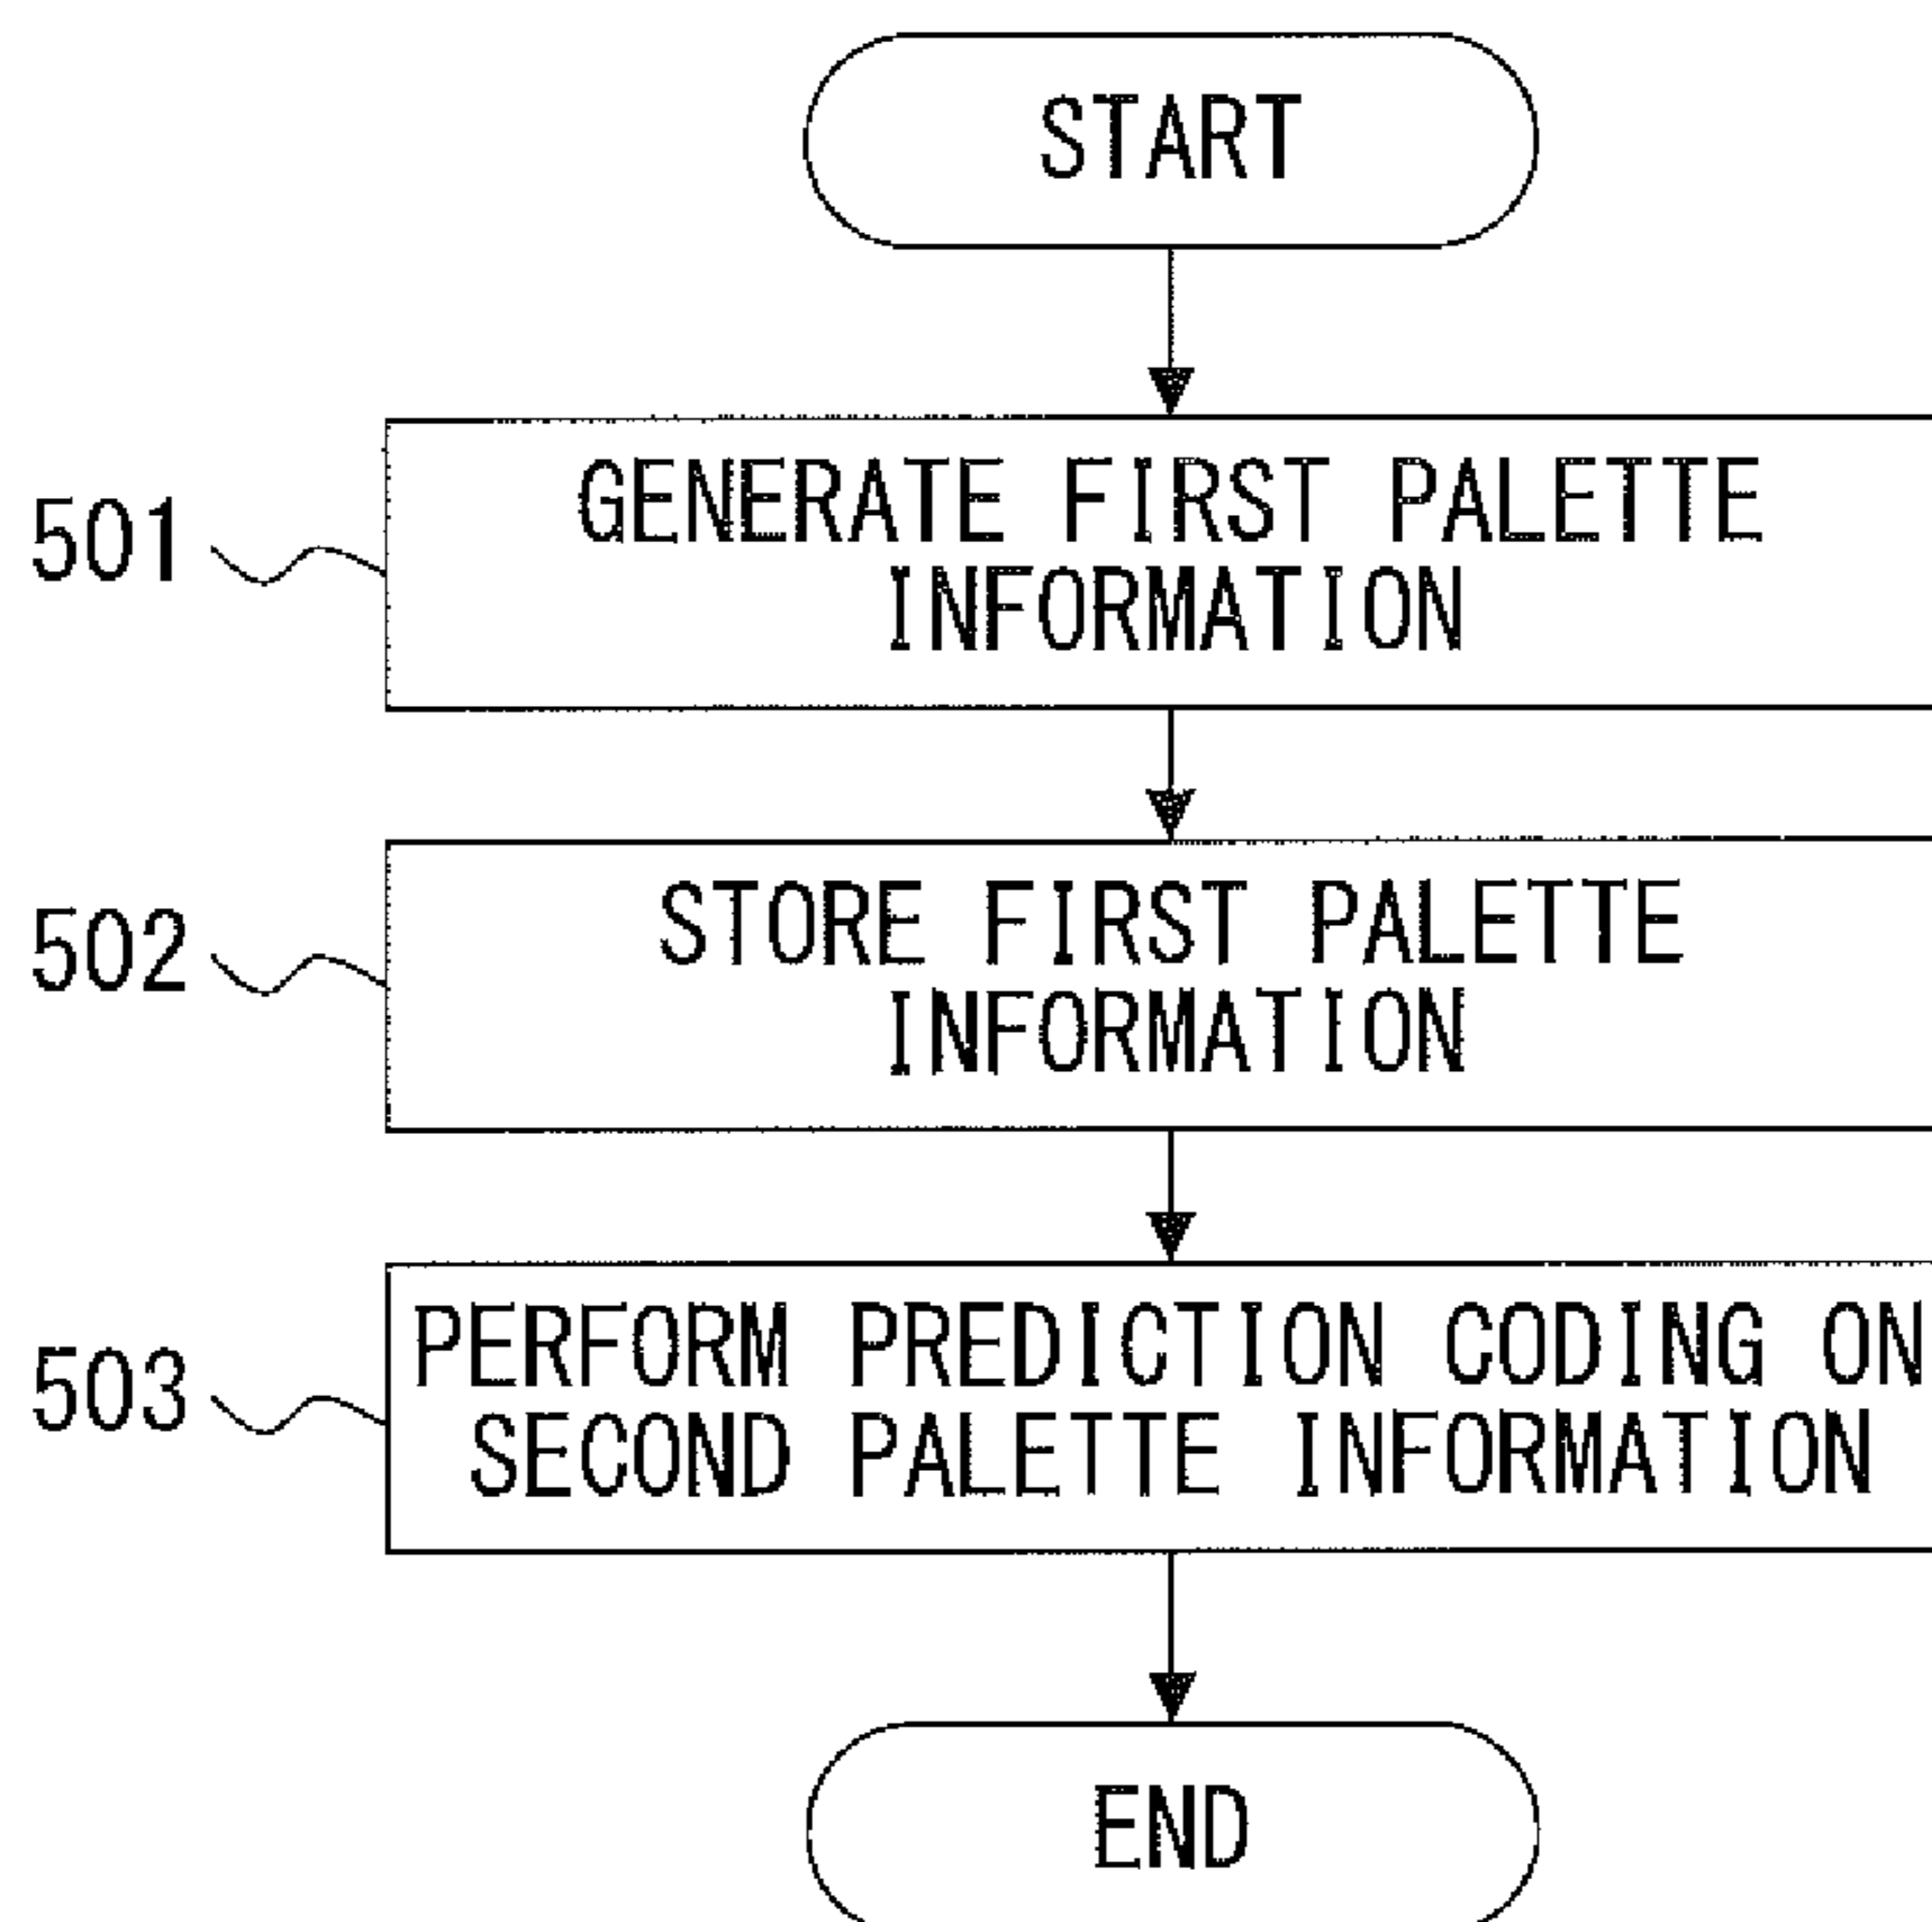 START
501
GENERATE FIRST PALETTE
INFORMATION
502
STORE FIRST PALETTE
INFORMATION
503
PERFORM PREDICTION CODING ON
SECOND PALETTE INFORMATION
END